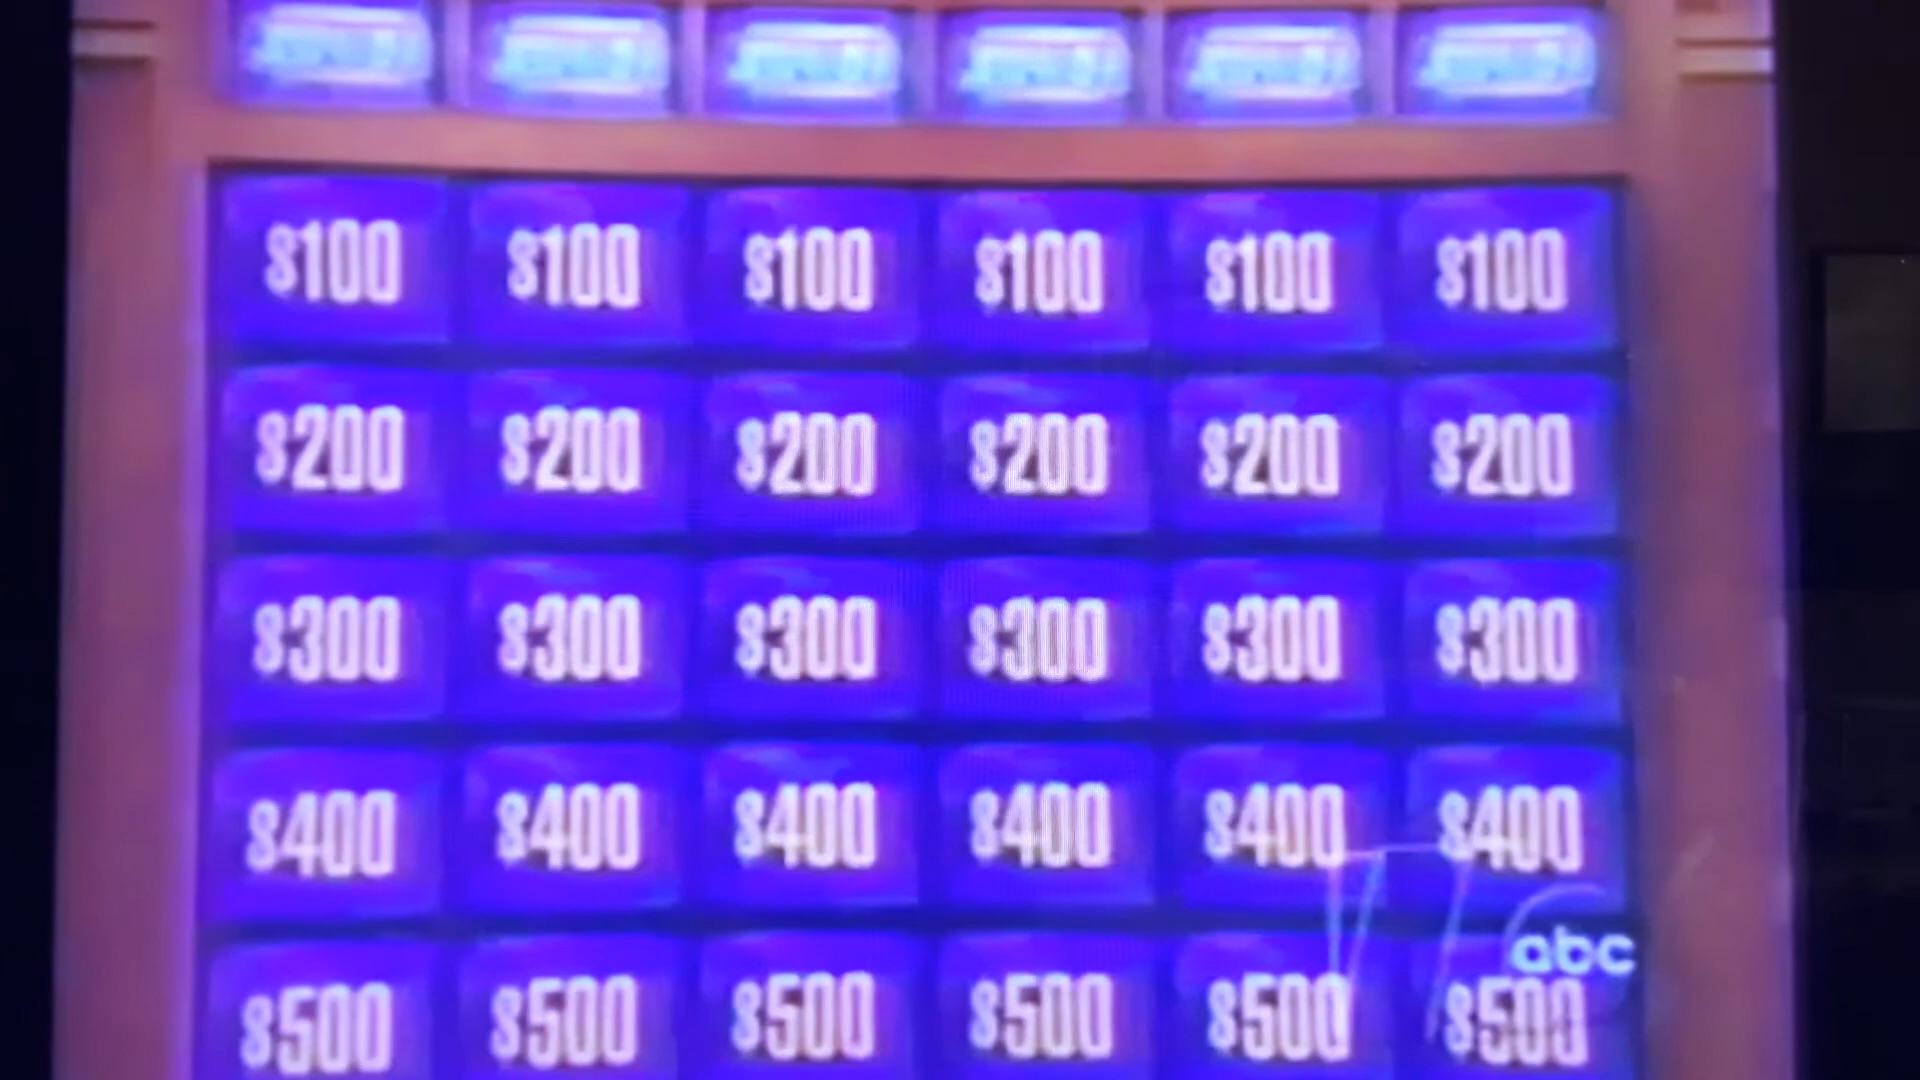 $100 $100 $100 $100 $100 $100
$200 $200 $200 $200 $200 $200
$300 $300 $300 $300 $300 $300
$400 $400 $400 $400 $400 $400
abc
$500 $500 $500 $500 $500 $500